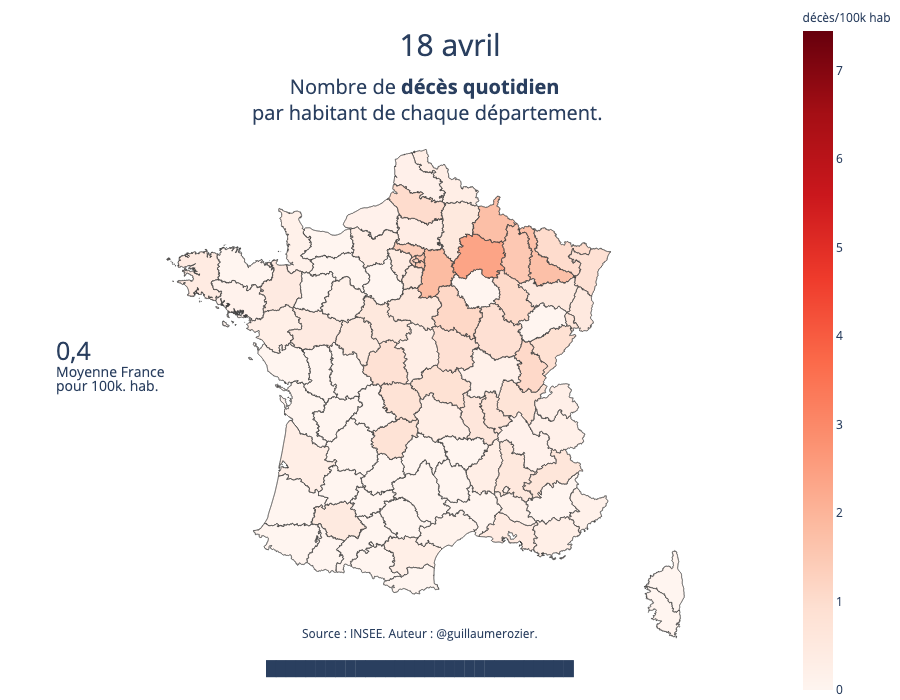 décès/100k hab
18 avril
Nombre de décès quotidien
par habitant de chaque département.
7
6
5
4
3
2
1
0
0,4
Moyenne France
pour 100k. hab.
Source : INSEE. Auteur : @guillaumerozier.